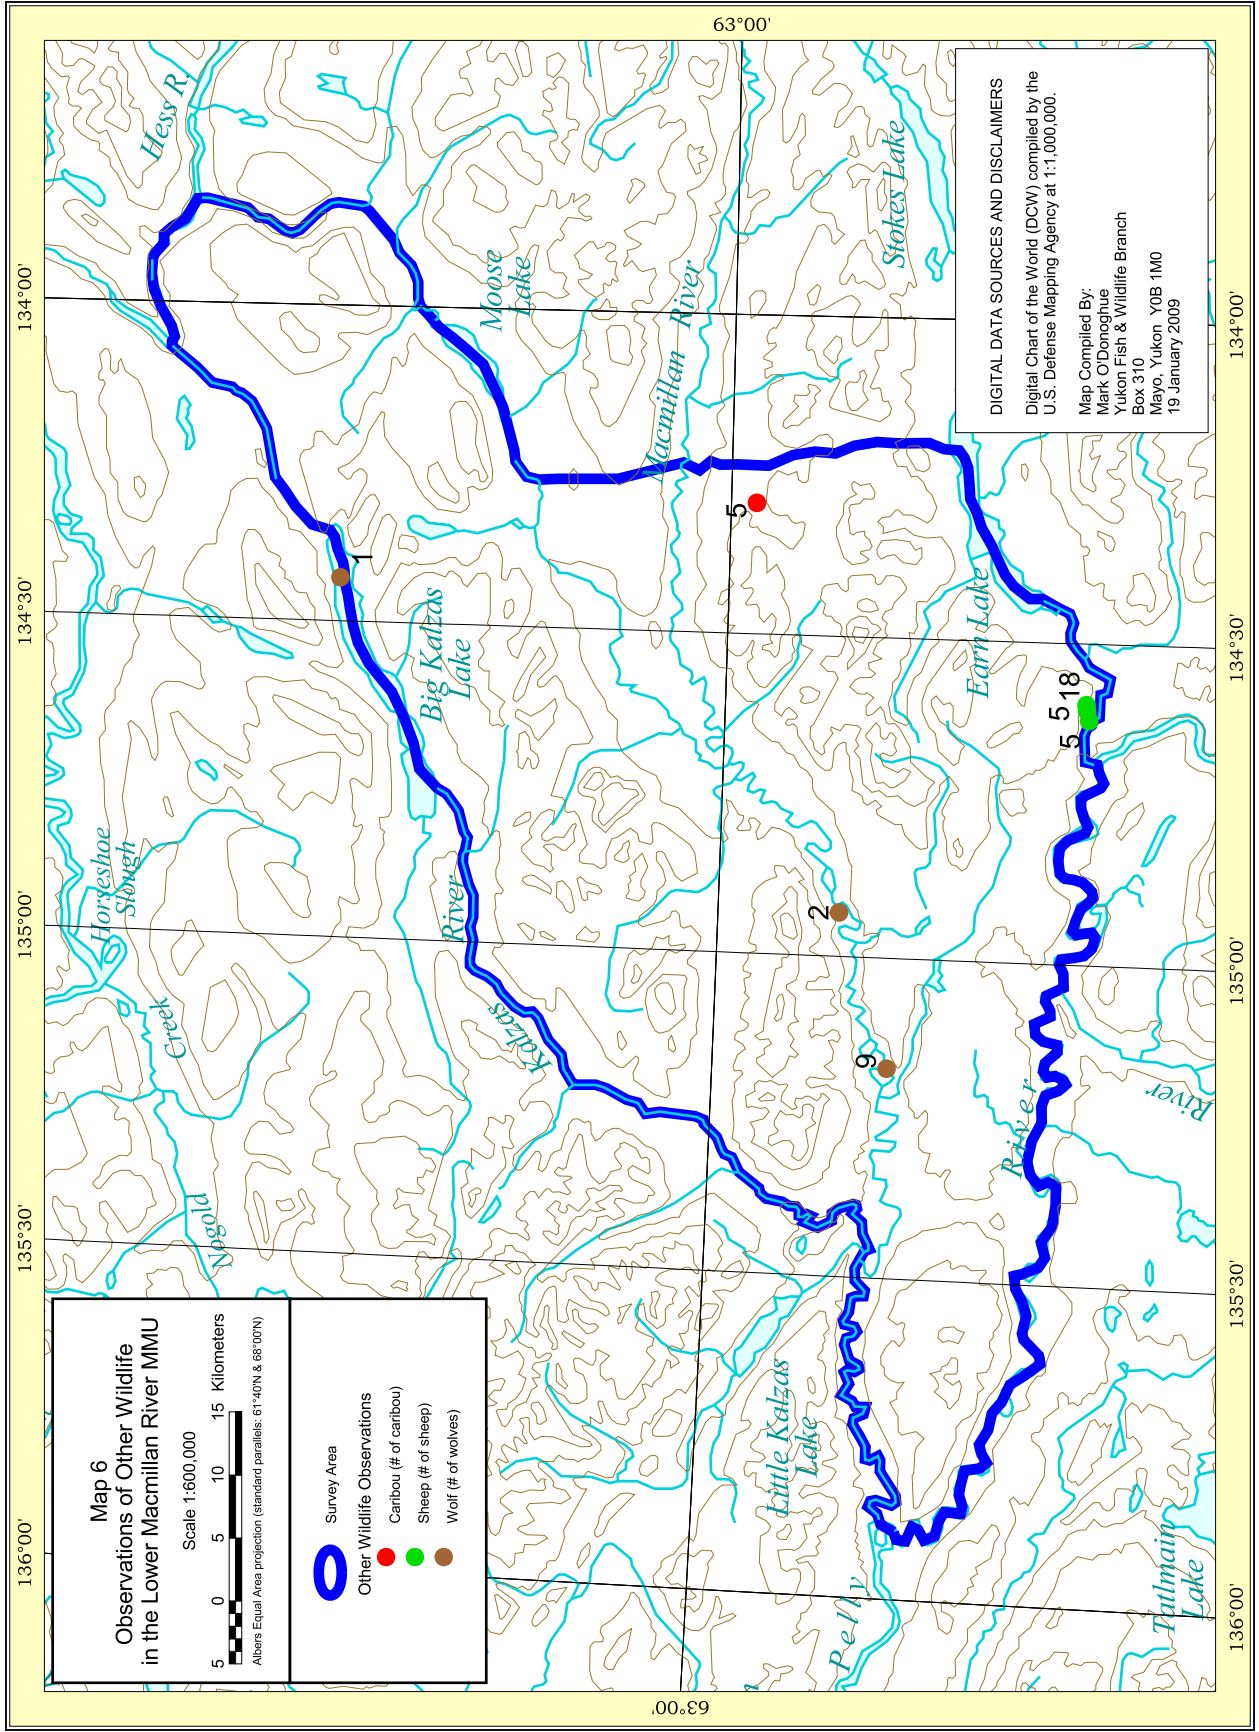 Map 6
Observations of Other Wildlife
in the Lower Macmillan River MMU
Scale 1:600,000
5 0 5 10 15 Kilometers
Albers Equal Area projection (standard parallels: 61°40'N & 68°00'N)
Survey Area
Other Wildlife Observations
Caribou (# of caribou)
Sheep (# of sheep)
Wolf (# of wolves)
136°00'
135°30'
135°00'
134°30'
134°00'
63°00'
63°00'
136°00'
135°30'
135°00'
134°30'
134°00'
Hess R.
Horseshoe
Slough
Nogold
Creek
Moose
Lake
Big Kalzas
Lake
Kalzas
River
Macmillan River
Stokes Lake
Earn Lake
Little Kalzas
Lake
Pelly
River
River
Tatlmain
Lake
1
5
2
9
5
5
18
DIGITAL DATA SOURCES AND DISCLAIMERS
Digital Chart of the World (DCW) compiled by the
U.S. Defense Mapping Agency at 1:1,000,000.
Map Compiled By:
Mark O'Donoghue
Yukon Fish & Wildlife Branch
Box 310
Mayo, Yukon Y0B 1M0
19 January 2009